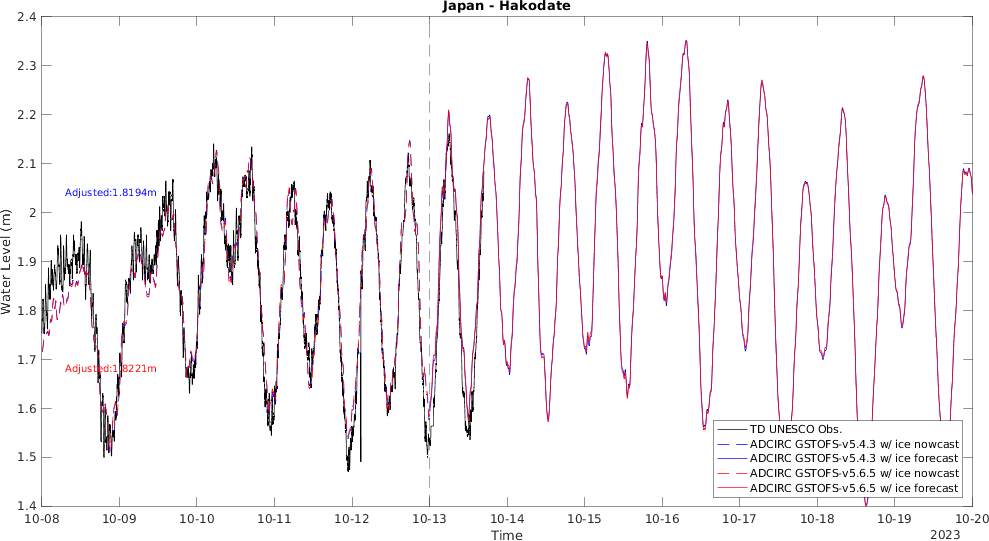 Japan - Hakodate
Water Level (m)
2.4
2.3
2.2
2.1
2
1.9
1.8
1.7
1.6
1.5
1.4
Adjusted:1.8194m
Adjusted:1.8221m
TD UNESCO Obs.
ADCIRC GSTOFS-v5.4.3 w/ ice nowcast
ADCIRC GSTOFS-v5.4.3 w/ ice forecast
ADCIRC GSTOFS-v5.6.5 w/ ice nowcast
ADCIRC GSTOFS-v5.6.5 w/ ice forecast
10-08 10-09 10-10 10-11 10-12 10-13 10-14 10-15 10-16 10-17 10-18 10-19 10-20
Time
2023